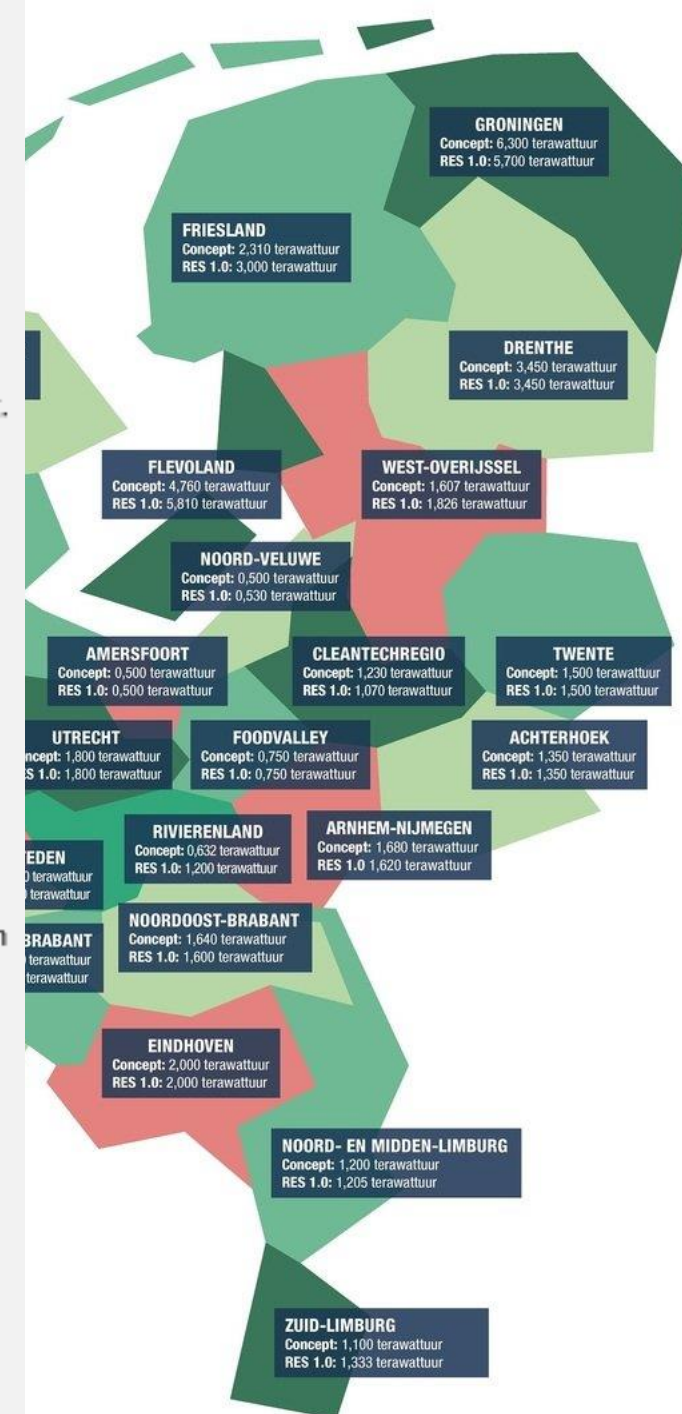 GRONINGEN
Concept: 6,300 terawattuur
RES 1.0: 5,700 terawattuur
FRIESLAND
Concept: 2,310 terawattuur
RES 1.0: 3,000 terawattuur
DRENTHE
Concept: 3,450 terawattuur
RES 1.0: 3,450 terawattuur
FLEVOLAND
Concept: 4,760 terawattuur
RES 1.0: 5,810 terawattuur
WEST-OVERIJSSEL
Concept: 1,607 terawattuur
RES 1.0: 1,826 terawattuur
NOORD-VELUWE
Concept: 0,500 terawattuur
RES 1.0: 0,530 terawattuur
AMERSFOORT
Concept: 0,500 terawattuur
RES 1.0: 0,500 terawattuur
CLEANTECHREGIO
Concept: 1,230 terawattuur
RES 1.0: 1,070 terawattuur
TWENTE
Concept: 1,500 terawattuur
RES 1.0: 1,500 terawattuur
UTRECHT
ncept: 1,800 terawattuur
ES 1.0: 1,800 terawattuur
FOODVALLEY
Concept: 0,750 terawattuur
RES 1.0: 0,750 terawattuur
ACHTERHOEK
Concept: 1,350 terawattuur
RES 1.0: 1,350 terawattuur
RIVIERENLAND
Concept: 0,632 terawattuur
RES 1.0: 1,200 terawattuur
ARNHEM-NIJMEGEN
Concept: 1,680 terawattuur
RES 1.0 1,620 terawattuur
EDEN
0 terawattuur
terawattuur
NOORDOOST-BRABANT
Concept: 1,640 terawattuur
RES 1.0: 1,600 terawattuur
BRABANT
terawattuur
terawattuur
EINDHOVEN
Concept: 2,000 terawattuur
RES 1.0: 2,000 terawattuur
NOORD- EN MIDDEN-LIMBURG
Concept: 1,200 terawattuur
RES 1.0: 1,205 terawattuur
ZUID-LIMBURG
Concept: 1,100 terawattuur
RES 1.0: 1,333 terawattuur